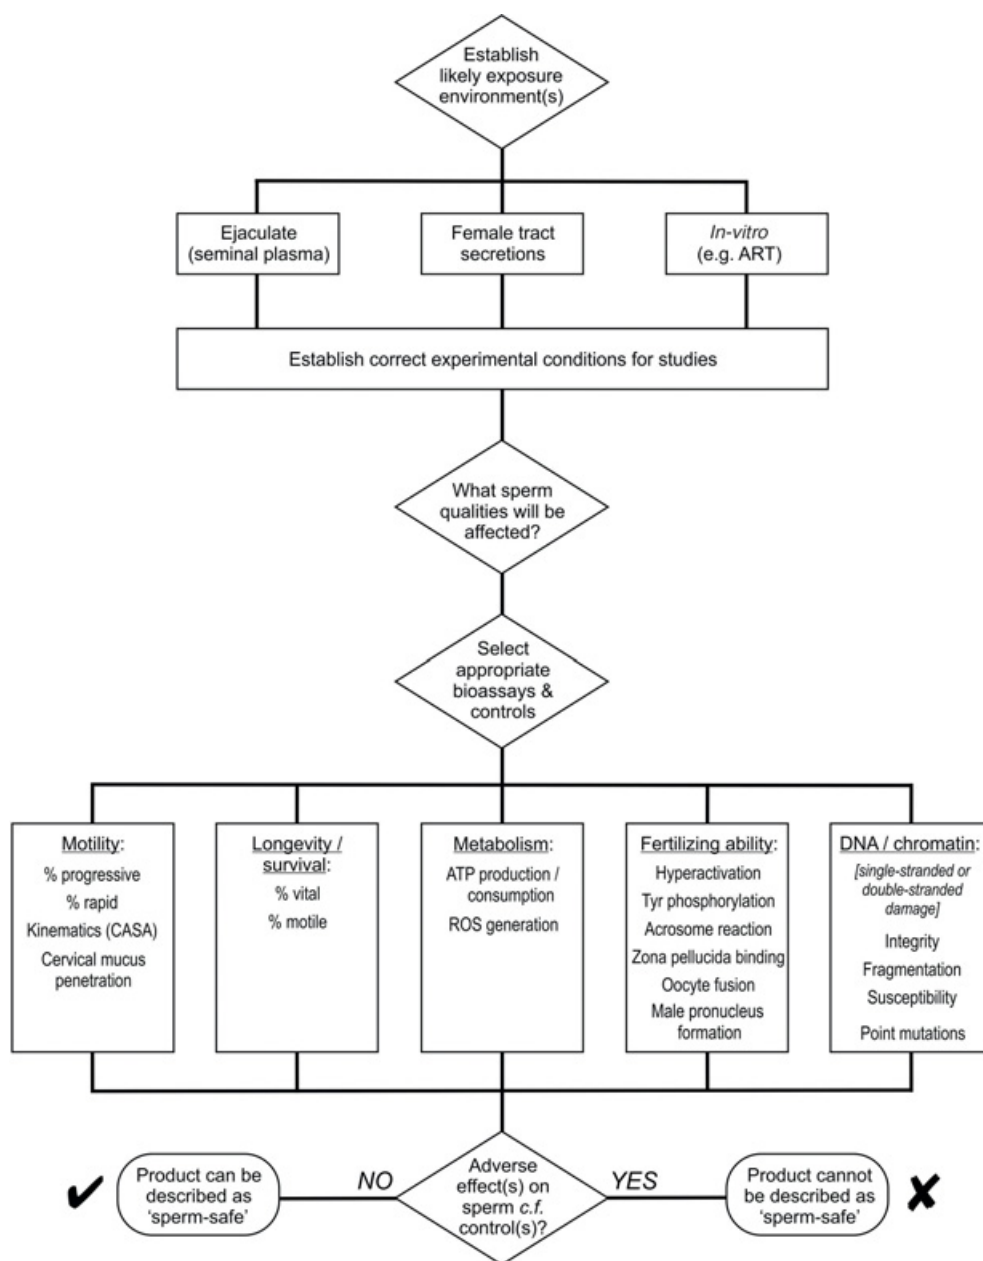 Establish
likely exposure
environment(s)
Ejaculate
(seminal plasma)
Female tract
secretions
In-vitro
(e.g. ART)
Establish correct experimental conditions for studies
What sperm
qualities will be
affected?
Select
appropriate
bioassays &
controls
Motility:
% progressive
% rapid
Kinematics (CASA)
Cervical mucus
penetration
Longevity /
survival:
% vital
% motile
Metabolism:
ATP production /
consumption
ROS generation
Fertilizing ability:
Hyperactivation
Tyr phosphorylation
Acrosome reaction
Zona pellucida binding
Oocyte fusion
Male pronucleus
formation
DNA / chromatin:
[single-stranded or
double-stranded
damage]
Integrity
Fragmentation
Susceptibility
Point mutations
Product can be
described as
'sperm-safe'
NO
Adverse
effect(s) on
sperm c.f.
control(s)?
YES
Product cannot
be described as
'sperm-safe'